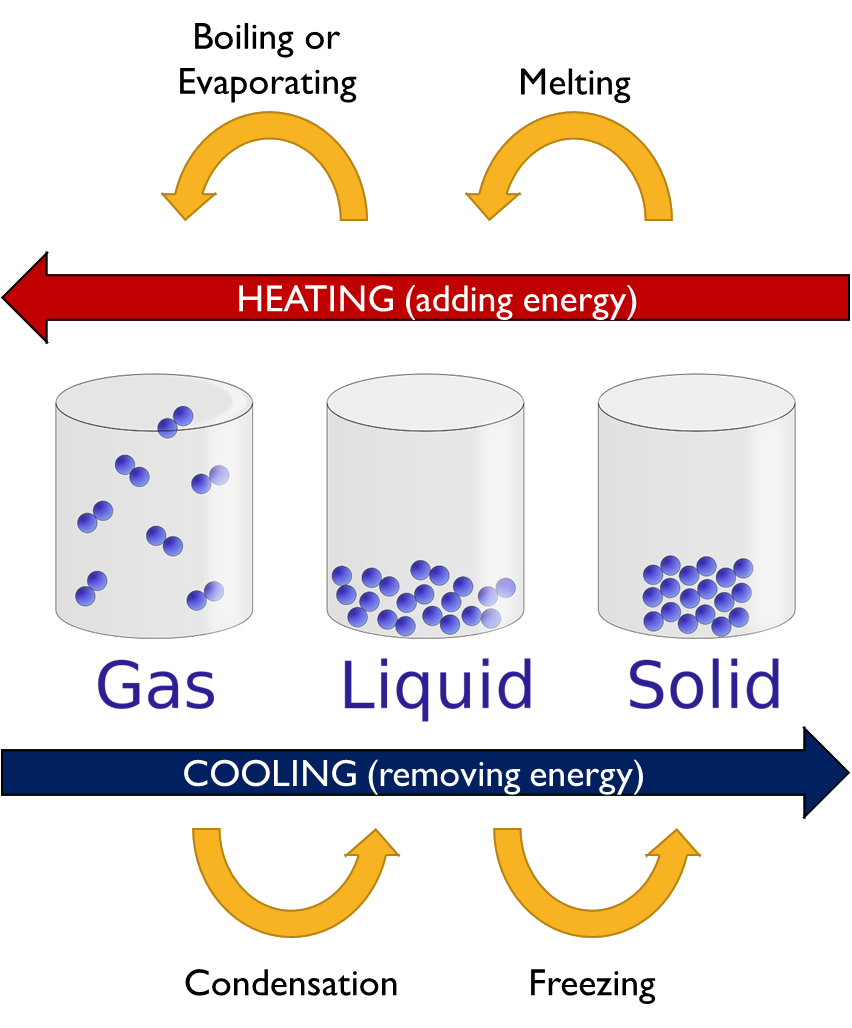 Boiling or
Evaporating
Melting
HEATING (adding energy)
Gas
Liquid
Solid
COOLING (removing energy)
Condensation
Freezing